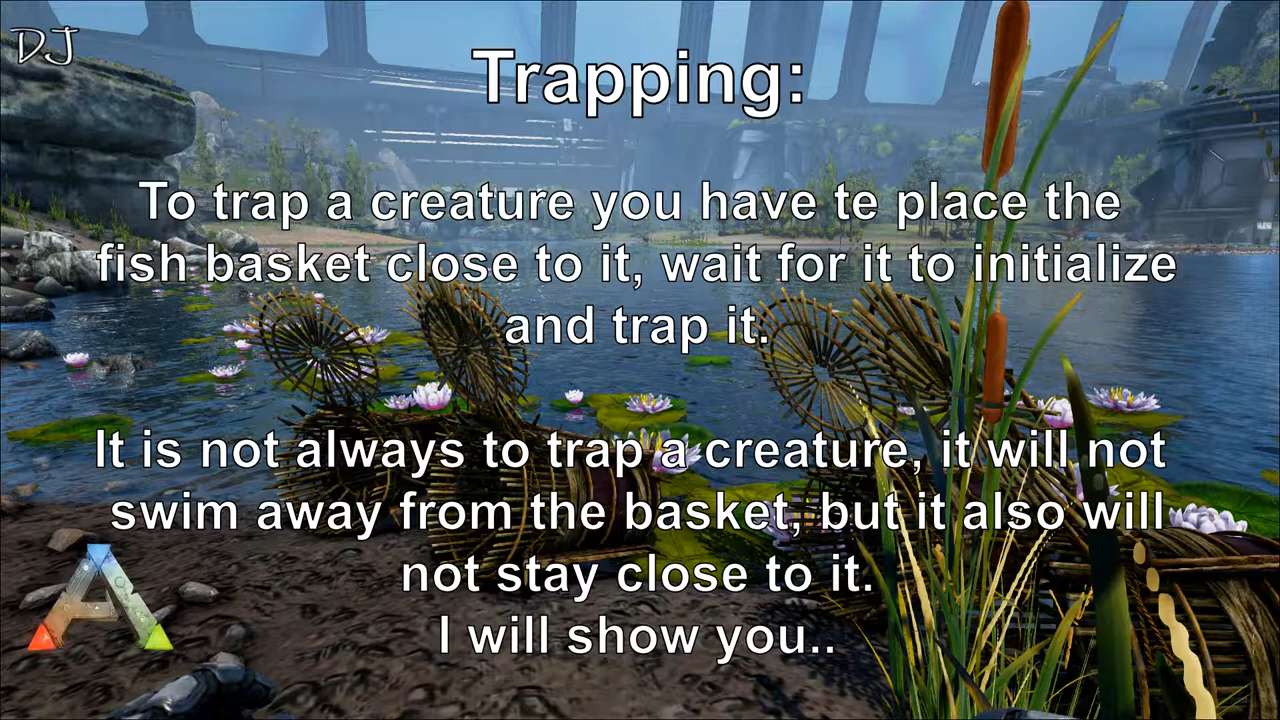 DJ
Trapping:
To trap a creature you have te place the
fish basket close to it, wait for it to initialize
and trap it.
It is not always to trap a creature, it will not
swim away from the basket, but it also will
not stay close to it.
I will show you..